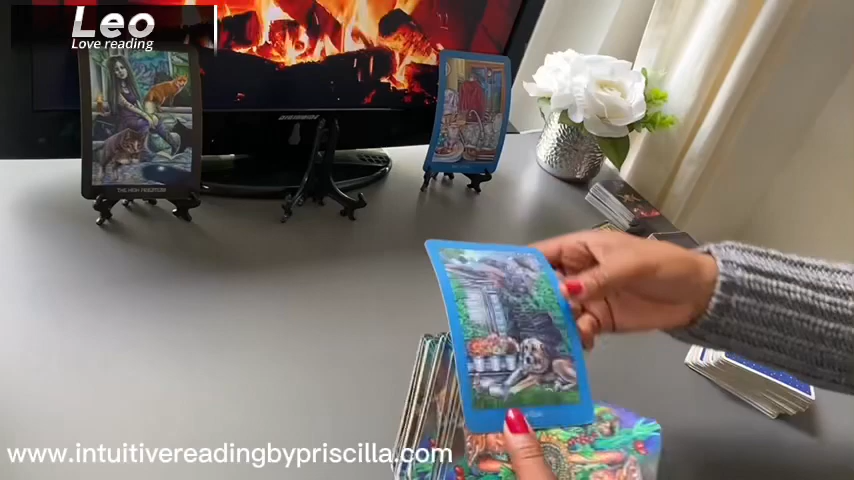 Leo
Love reading
THE HIGH PRIESTESS
www.intuitivereadingbypriscilla.com